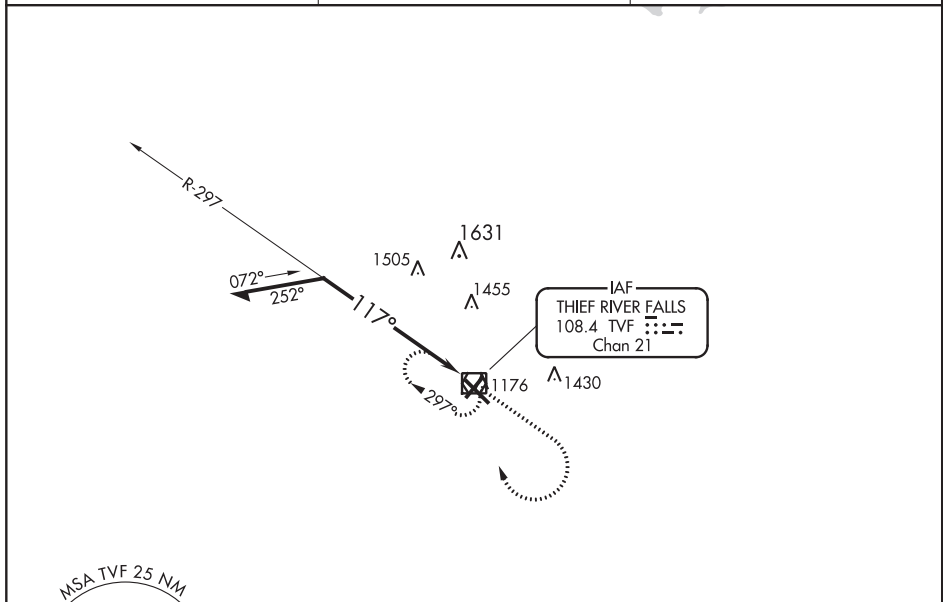 R-297
1631
1505
072°
252°
1455
IAF
THIEF RIVER FALLS
108.4 TVF
Chan 21
117°
1176
1430
297°
MSA TVF 25 NM